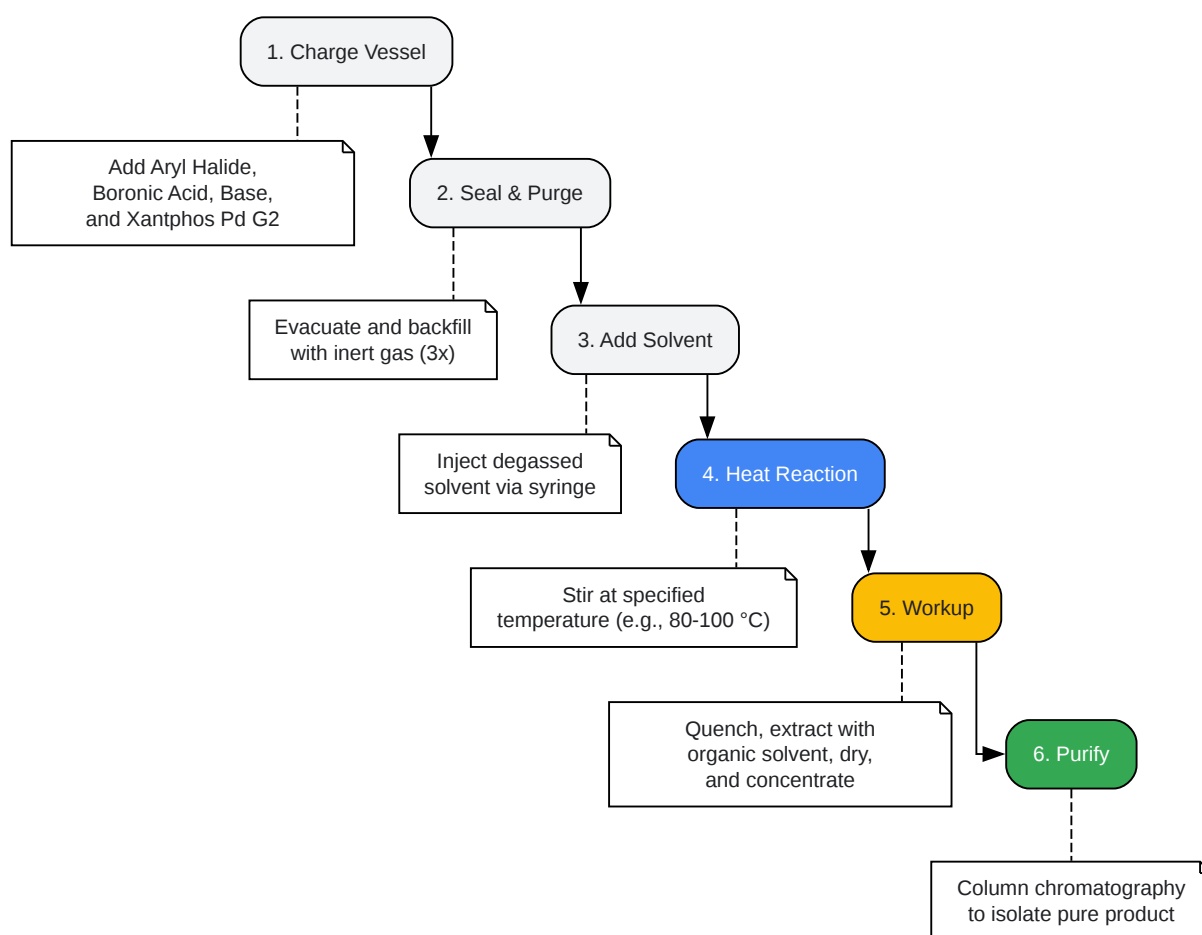 1. Charge Vessel
Add Aryl Halide,
Boronic Acid, Base,
and Xantphos Pd G2
2. Seal & Purge
Evacuate and backfill
with inert gas (3x)
3. Add Solvent
Inject degassed
solvent via syringe
4. Heat Reaction
Stir at specified
temperature (e.g., 80-100 °C)
5. Workup
Quench, extract with
organic solvent, dry,
and concentrate
6. Purify
Column chromatography
to isolate pure product